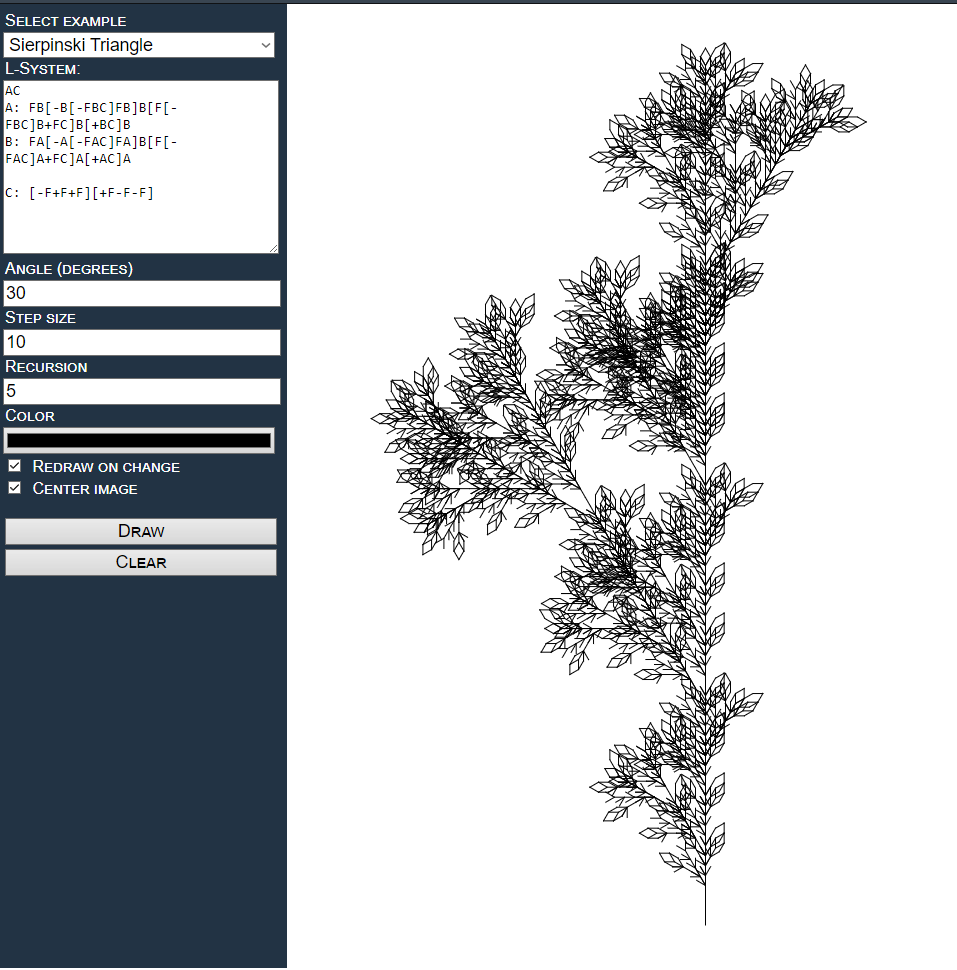 Select example
Sierpinski Triangle
L-System:
AC
A: FB[-B[-FBC]FB]B[F[-
FBC]B+FC]B[+BC]B
B: FA[-A[-FAC]FA]B[F[-
FAC]A+FC]A[+AC]A
C: [-F+F+F][+F-F-F]
Angle (degrees)
30
Step size
10
Recursion
5
Color
Redraw on change
Center image
Draw
Clear